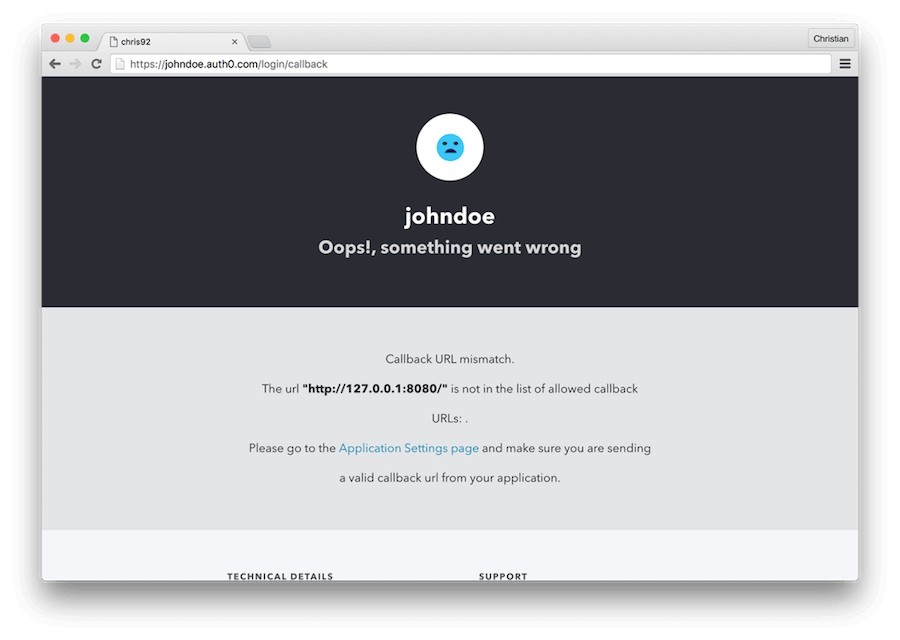 chris92
Christian
https://johndoe.auth0.com/login/callback
johndoe
Oops!, something went wrong
Callback URL mismatch.
The url "http://127.0.0.1:8080/" is not in the list of allowed callback
URLs: .
Please go to the Application Settings page and make sure you are sending
a valid callback url from your application.
TECHNICAL DETAILS
SUPPORT